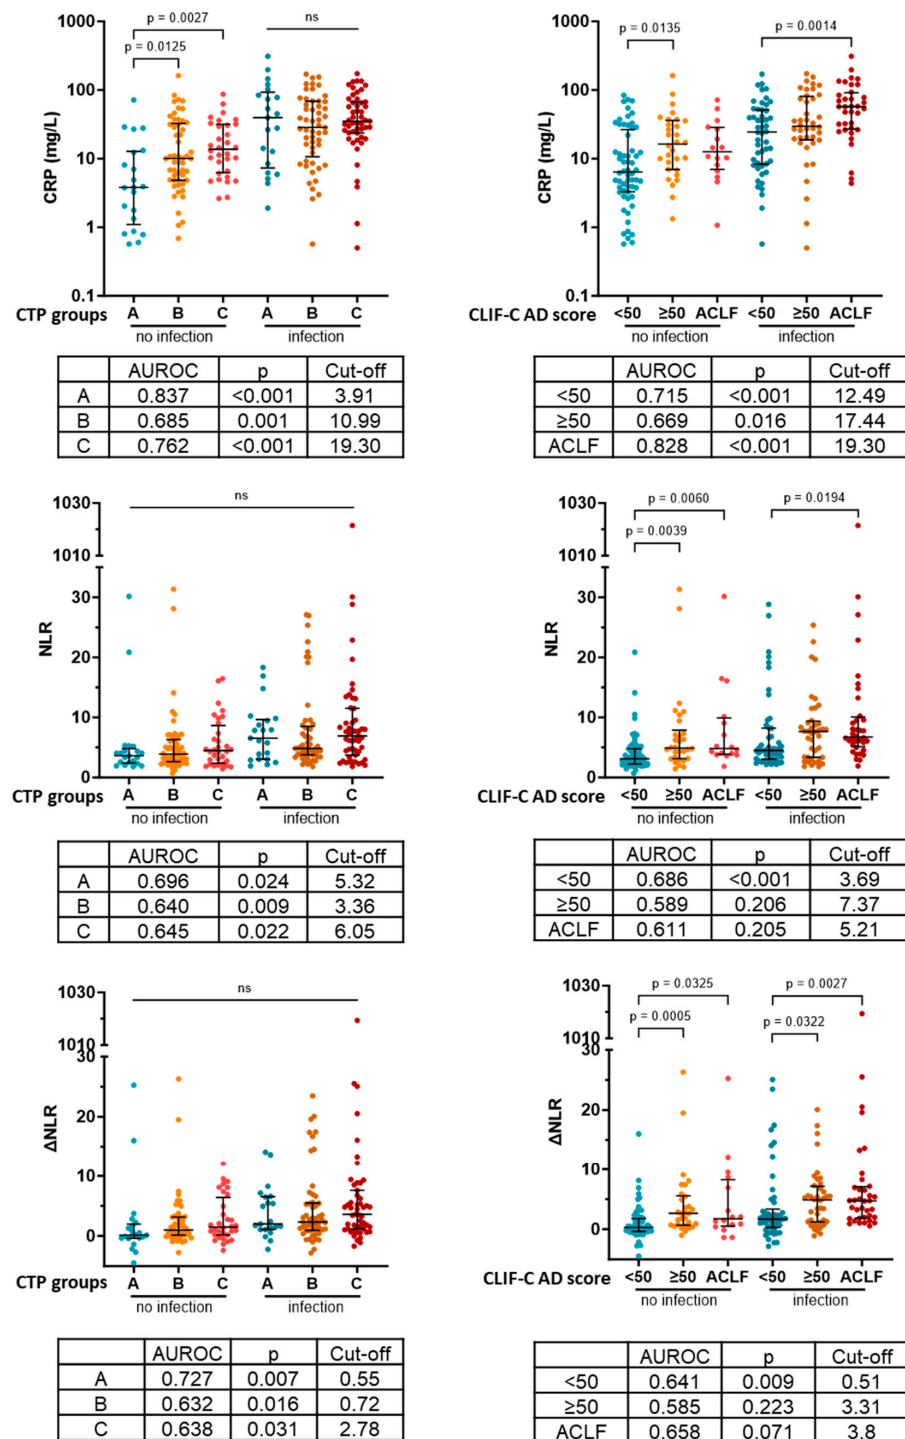 1000
100
10
1
0.1
CRP (mg/L)
p = 0.0027
p = 0.0125
ns
CTP groups A B C A B C
no infection infection
AUROC p Cut-off
A 0.837 <0.001 3.91
B 0.685 0.001 10.99
C 0.762 <0.001 19.30
1000
100
10
1
0.1
CRP (mg/L)
p = 0.0135
p = 0.0014
CLIF-C AD score <50 ≥50 ACLF <50 ≥50 ACLF
no infection infection
AUROC p Cut-off
<50 0.715 <0.001 12.49
≥50 0.669 0.016 17.44
ACLF 0.828 <0.001 19.30
1030
1010
30
20
10
0
NLR
ns
CTP groups A B C A B C
no infection infection
AUROC p Cut-off
A 0.696 0.024 5.32
B 0.640 0.009 3.36
C 0.645 0.022 6.05
1030
1010
30
20
10
0
NLR
p = 0.0060
p = 0.0039
p = 0.0194
CLIF-C AD score <50 ≥50 ACLF <50 ≥50 ACLF
no infection infection
AUROC p Cut-off
<50 0.686 <0.001 3.69
≥50 0.589 0.206 7.37
ACLF 0.611 0.205 5.21
1030
1010
30
20
10
0
ΔNLR
ns
CTP groups A B C A B C
no infection infection
AUROC p Cut-off
A 0.727 0.007 0.55
B 0.632 0.016 0.72
C 0.638 0.031 2.78
1030
1010
30
20
10
0
ΔNLR
p = 0.0325
p = 0.0005
p = 0.0027
p = 0.0322
CLIF-C AD score <50 ≥50 ACLF <50 ≥50 ACLF
no infection infection
AUROC p Cut-off
<50 0.641 0.009 0.51
≥50 0.585 0.223 3.31
ACLF 0.658 0.071 3.8